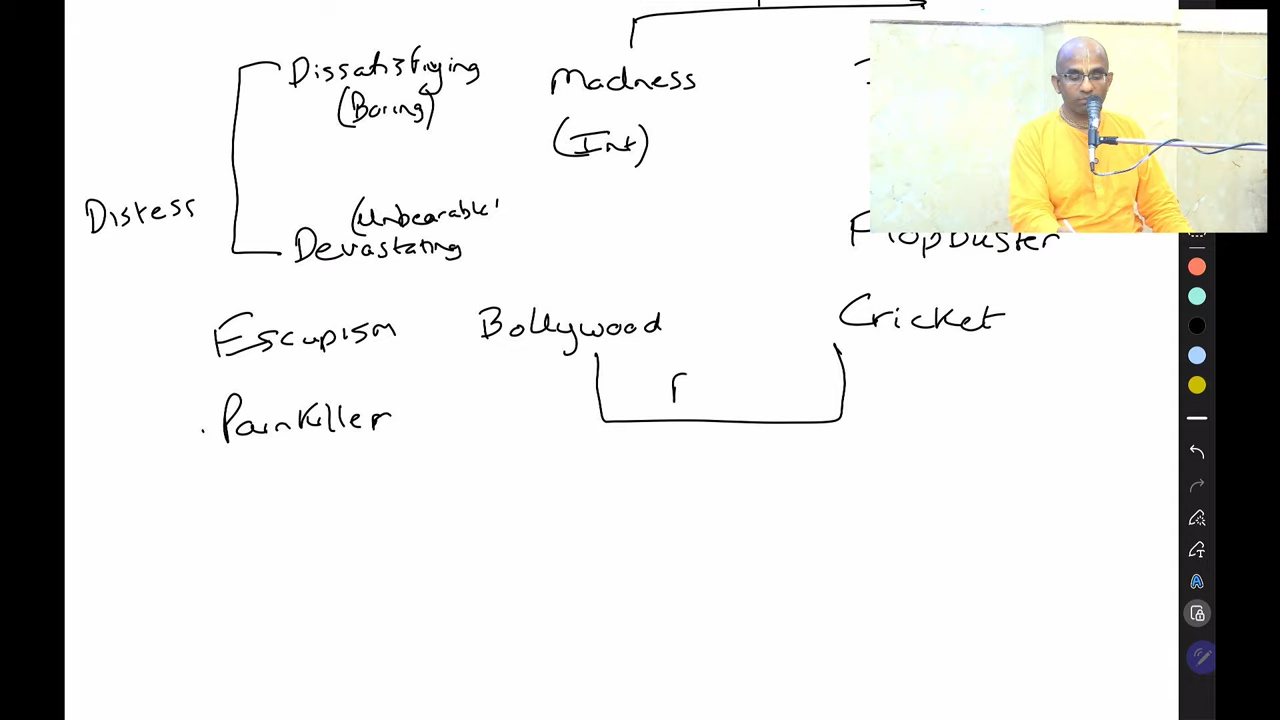 Dissatisfying Madness
(Boring) (Int)
Distess
(Unbearable'
Devastating Flopbuster
Escapism Bollywood Cricket
Painkiller